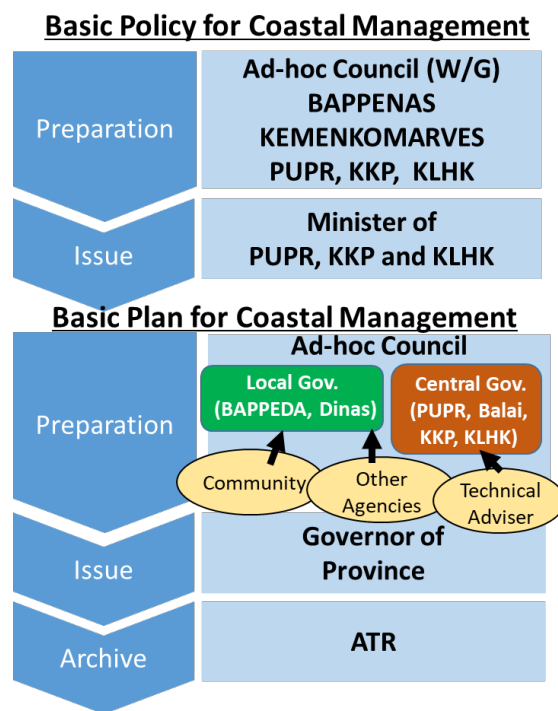 Basic Policy for Coastal Management
Preparation
Ad-hoc Council (W/G)
BAPPENAS
KEMENKOMARVES
PUPR, KKP, KLHK
Issue
Minister of
PUPR, KKP and KLHK
Basic Plan for Coastal Management
Preparation
Ad-hoc Council
Local Gov.
(BAPPEDA, Dinas)
Central Gov.
(PUPR, Balai,
KKP, KLHK)
Community
Other
Agencies
Technical
Adviser
Issue
Governor of
Province
Archive
ATR